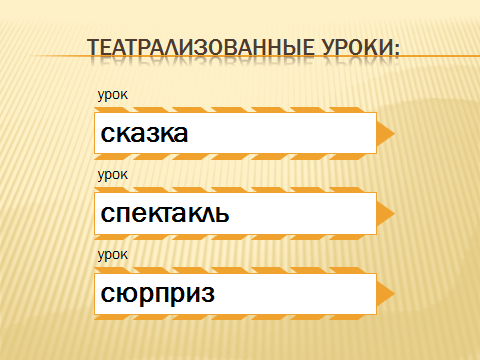 ТЕАТРАЛИЗОВАННЫЕ УРОКИ:
урок
сказка
урок
спектакль
урок
сюрприз